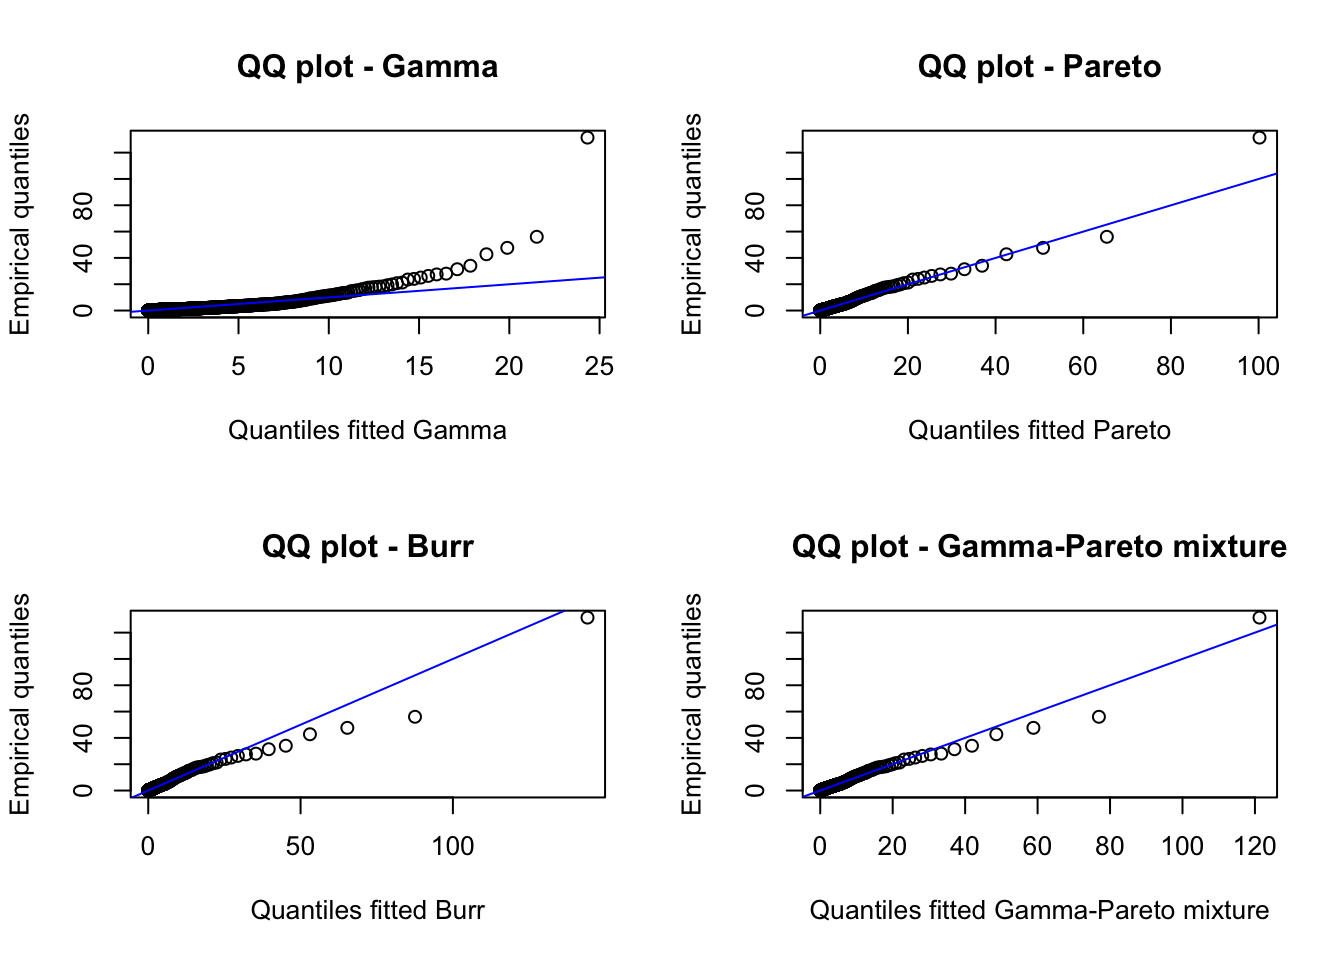 QQ plot - Gamma
Empirical quantiles
80
40
0
0 5 10 15 20 25
Quantiles fitted Gamma
QQ plot - Pareto
Empirical quantiles
80
40
0
0 20 40 60 80 100
Quantiles fitted Pareto
QQ plot - Burr
Empirical quantiles
80
40
0
0 50 100
Quantiles fitted Burr
QQ plot - Gamma-Pareto mixture
Empirical quantiles
80
40
0
0 20 40 60 80 100 120
Quantiles fitted Gamma-Pareto mixture